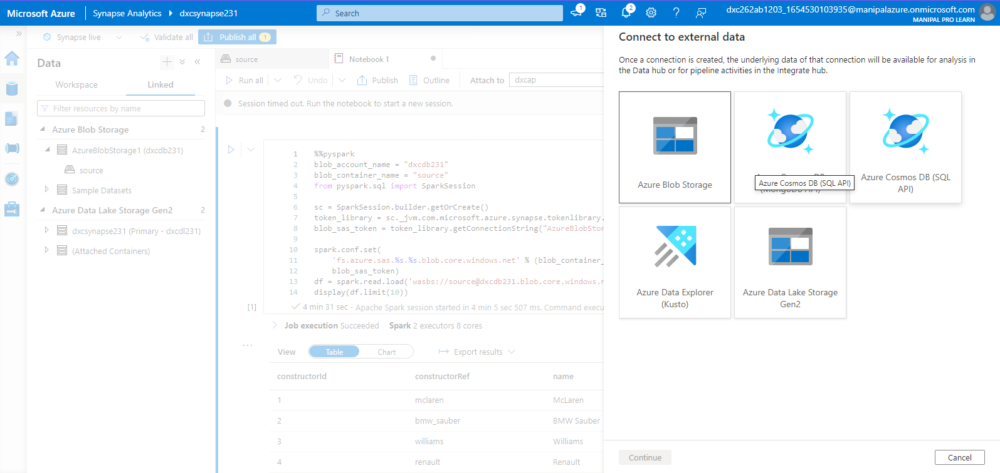 Microsoft Azure
Synapse Analytics
dxcsynapse231
Search
1
2
dxc262ab1203_1654530103935@manipalazure.onmicrosoft.com
MANIPAL PRO LEARN
Synapse live
Validate all
Publish all 1
Data
Workspace
Linked
Filter resources by name
Azure Blob Storage 2
AzureBlobStorage1 (dxcdb231)
source
Sample Datasets
Azure Data Lake Storage Gen2 2
dxcsynapse231 (Primary - dxcdl231)
(Attached Containers)
source
Notebook 1
Run all
Undo
Publish
Outline
Attach to dxcap
Session timed out. Run the notebook to start a new session.
1 %%pyspark
2 blob_account_name = "dxcdb231"
3 blob_container_name = "source"
4 from pyspark.sql import SparkSession
5
6 sc = SparkSession.builder.getOrCreate()
7 token_library = sc._jvm.com.microsoft.azure.synapse.tokenlibrary.
8 blob_sas_token = token_library.getConnectionString("AzureBlobStor
9
10 spark.conf.set(
11 'fs.azure.sas.%s.%s.blob.core.windows.net' % (blob_container_
12 blob_sas_token)
13 df = spark.read.load('wasbs://source@dxcdb231.blob.core.windows.n
14 display(df.limit(10))
[1]
4 min 31 sec - Apache Spark session started in 4 min 5 sec 507 ms. Command execu
Job execution Succeeded Spark 2 executors 8 cores
View Table Chart Export results
constructorId constructorRef name
1 mclaren McLaren
2 bmw_sauber BMW Sauber
3 williams Williams
4 renault Renault
Connect to external data
Once a connection is created, the underlying data of that connection will be available for analysis in
the Data hub or for pipeline activities in the Integrate hub.
Azure Blob Storage
Azure Cosmos DB (SQL API)
Azure Cosmos DB (SQL
API)
Azure Data Explorer
(Kusto)
Azure Data Lake Storage
Gen2
Continue
Cancel